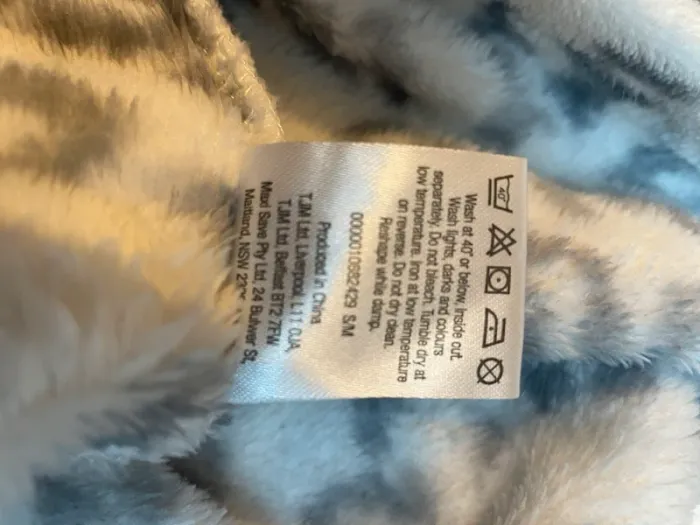 40°
Wash at 40° or below. Inside out.
Wash lights, darks and colours
separately. Do not bleach. Tumble dry at
low temperature. Iron at low temperature
on reverse. Do not dry clean.
Reshape while damp.
0000010682429 S/M
Produced in China
TJM Ltd, Liverpool, L11 0JA,
TJM Ltd, Belfast BT2 7FW
Maxi Save Pty Ltd, 24 Bulwer St,
Maitland, NSW